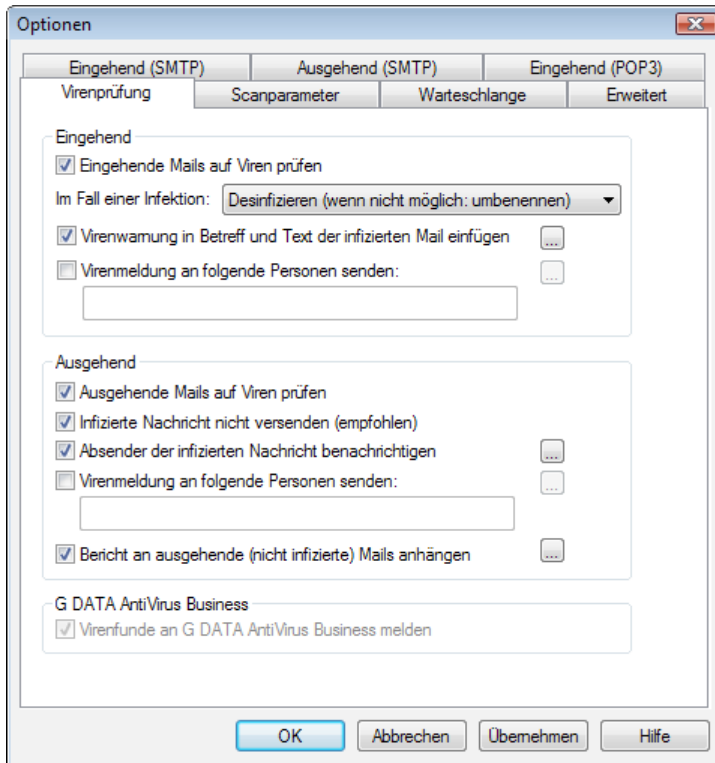 Optionen
Eingehend (SMTP) Ausgehend (SMTP) Eingehend (POP3)
Virenprüfung Scanparameter Warteschlange Erweitert
Eingehend
Eingehende Mails auf Viren prüfen
Im Fall einer Infektion: Desinfizieren (wenn nicht möglich: umbenennen)
Virenwarnung in Betreff und Text der infizierten Mail einfügen ...
Virenmeldung an folgende Personen senden: ...
Ausgehend
Ausgehende Mails auf Viren prüfen
Infizierte Nachricht nicht versenden (empfohlen)
Absender der infizierten Nachricht benachrichtigen ...
Virenmeldung an folgende Personen senden: ...
Bericht an ausgehende (nicht infizierte) Mails anhängen ...
G DATA AntiVirus Business
Virenfunde an G DATA AntiVirus Business melden
OK Abbrechen Übernehmen Hilfe